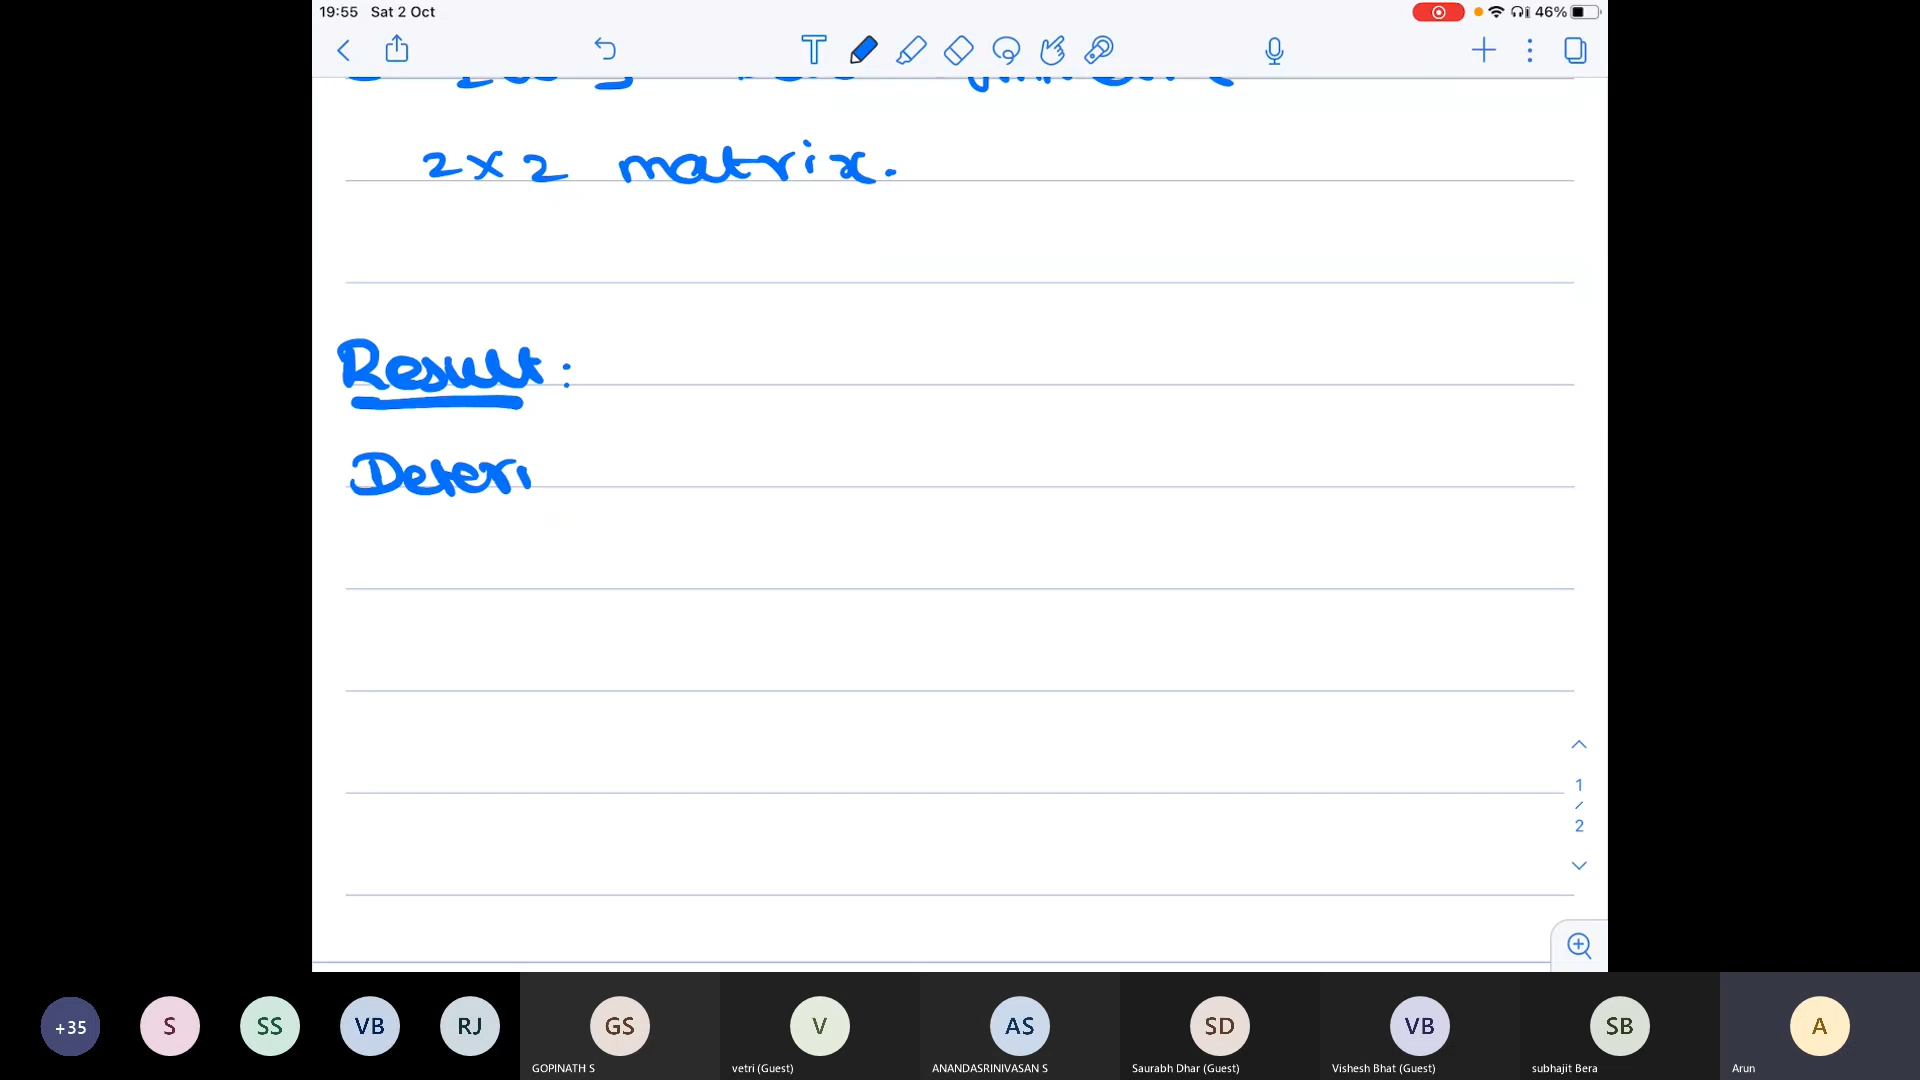 19:55 Sat 2 Oct 46%
T
2x2 matrix.
Result:
Deteri
1
/
2
+35 S SS VB RJ GS V AS SD VB SB A
GOPINATH S vetri (Guest) ANANDASRINIVASAN S Saurabh Dhar (Guest) Vishesh Bhat (Guest) subhajit Bera Arun